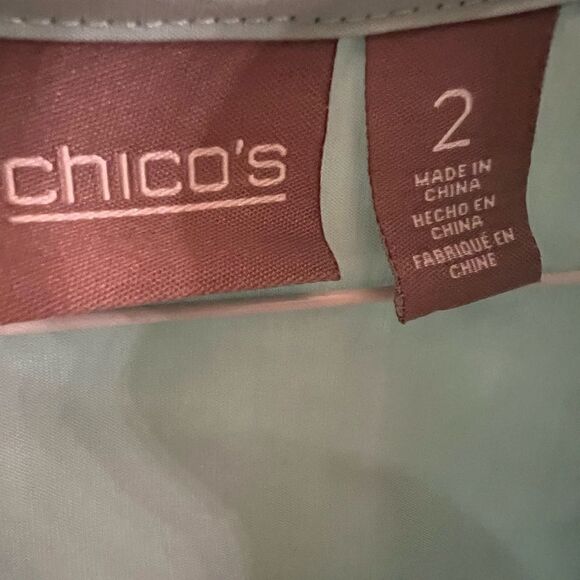 chico's
2
MADE IN
CHINA
HECHO EN
CHINA
FABRIQUÉ EN
CHINE